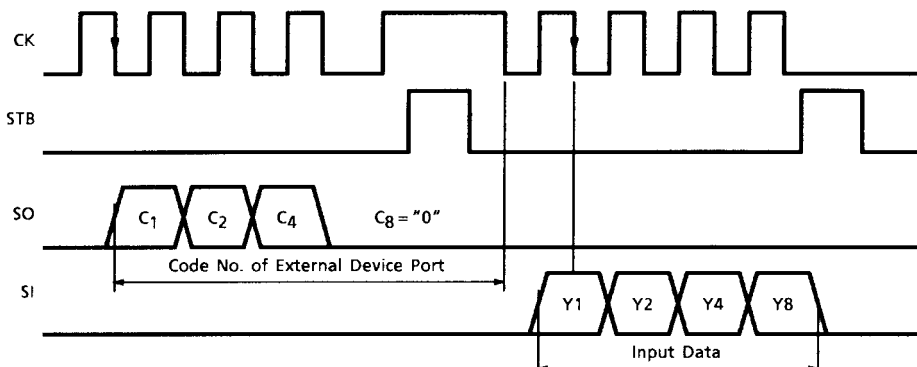 CK
STB
SO C1 C2 C4 C8 = "0"
Code No. of External Device Port
SI Y1 Y2 Y4 Y8
Input Data